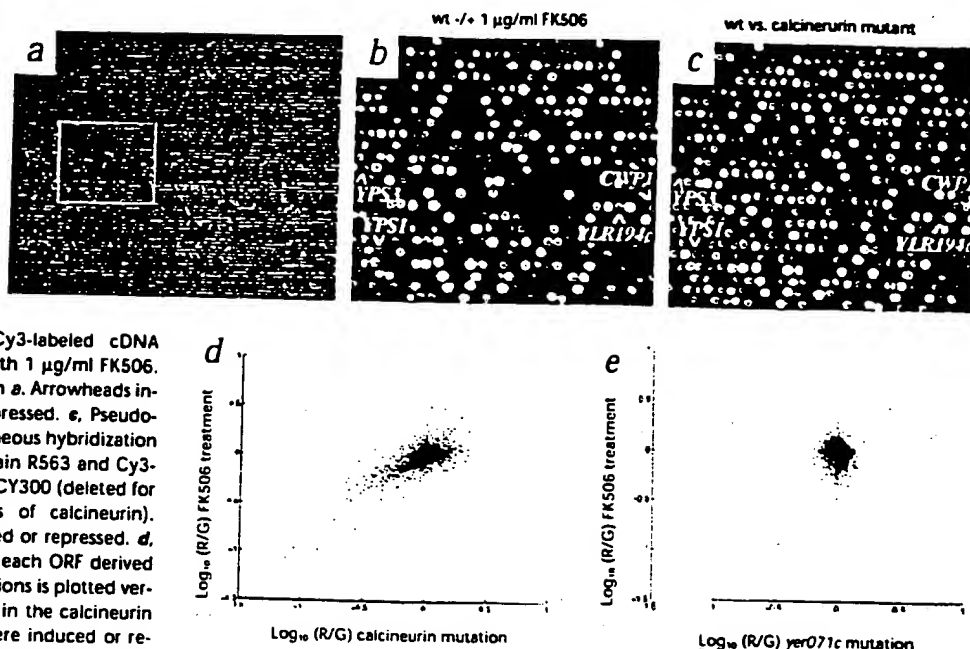 wt -/+ 1 µg/ml FK506
wt vs. calcinerurin mutant
a
b
c
CWP1
YPS3
YPS1
YLR194c
CWP1
YPS3
YPS1
YLR194c
Cy3-labeled cDNA
th 1 µg/ml FK506.
n a. Arrowheads in-
pressed. c, Pseudo-
neous hybridization
ain R563 and Cy3-
CY300 (deleted for
s of calcineurin).
ed or repressed. d,
each ORF derived
ions is plotted ver-
in the calcineurin
ere induced or re-
d
Log₁₀ (R/G) FK506 treatment
Log₁₀ (R/G) calcineurin mutation
e
Log₁₀ (R/G) FK506 treatment
Log₁₀ (R/G) yer071c mutation